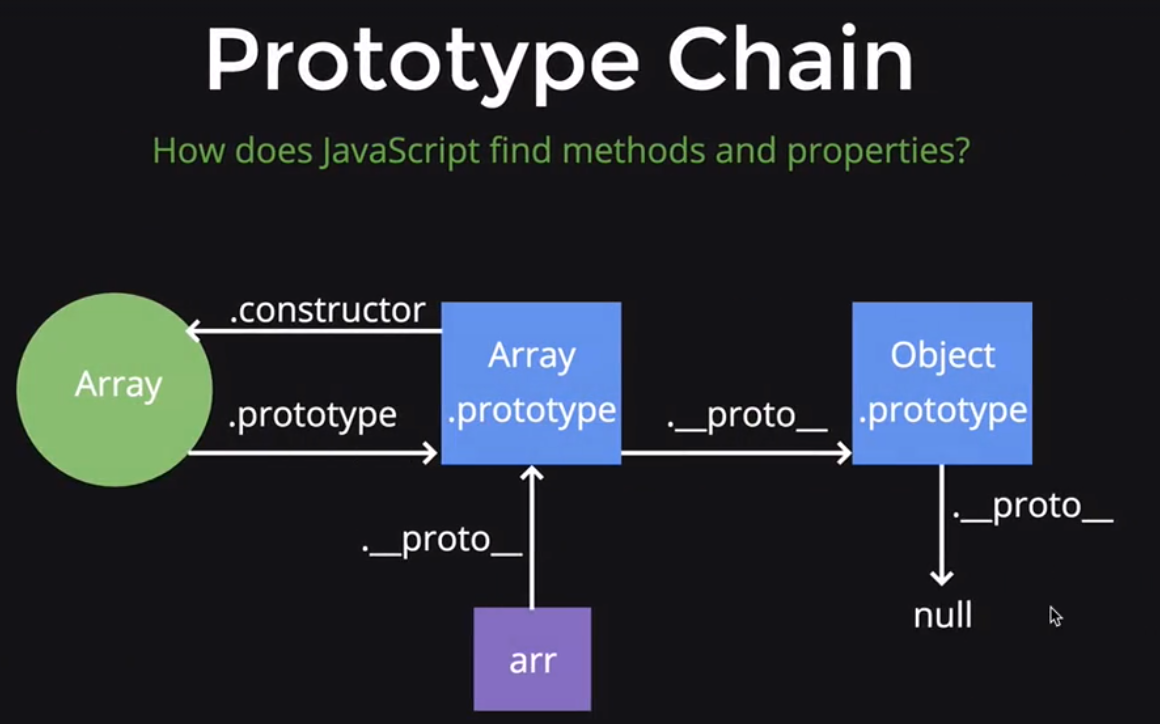 Prototype Chain
How does JavaScript find methods and properties?
.constructor
Array
.prototype
Array
.prototype
.__proto__
Object
.prototype
.__proto__
.__proto__
null
arr